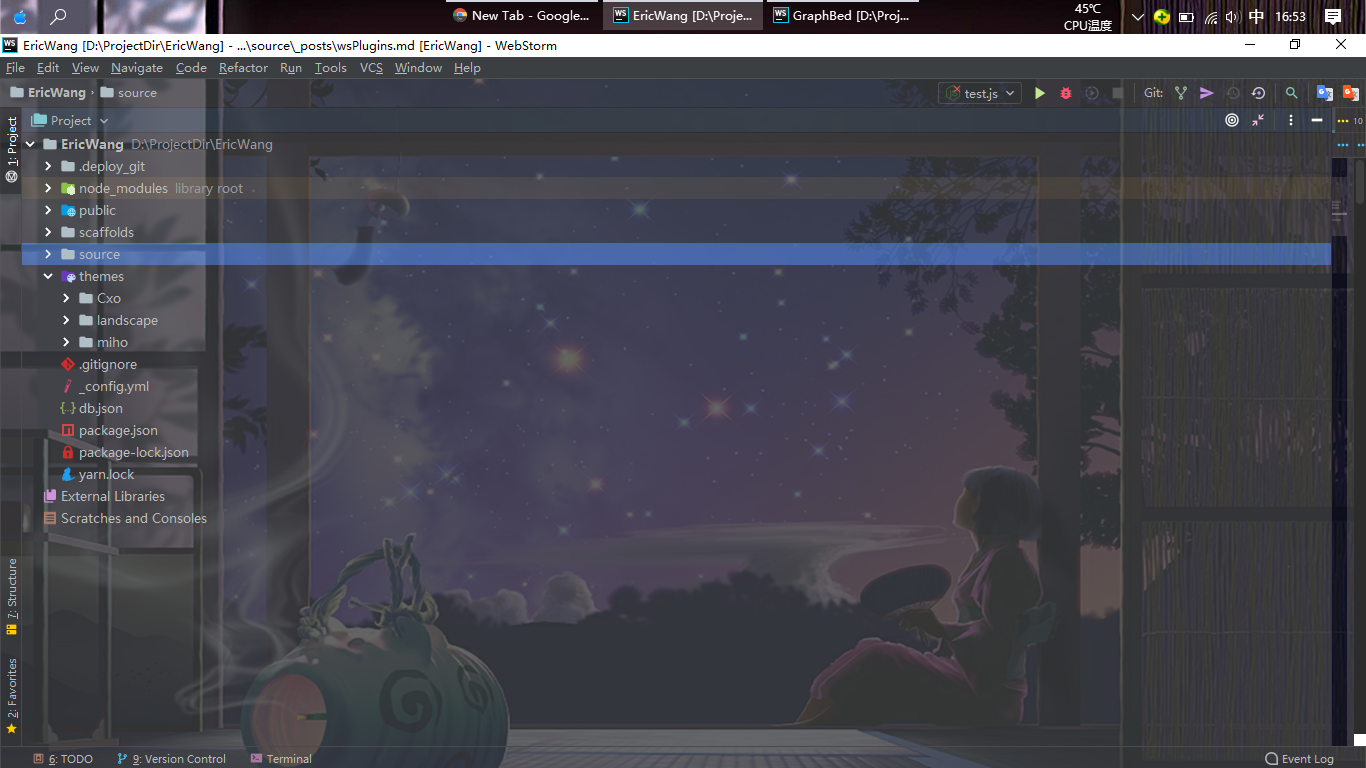 45℃
CPU温度
New Tab - Google...
WS EricWang [D:\Proje...
WS GraphBed [D:\Proj...
中 16:53
WS EricWang [D:\ProjectDir\EricWang] - ...\source\_posts\wsPlugins.md [EricWang] - WebStorm
File Edit View Navigate Code Refactor Run Tools VCS Window Help
EricWang › source
test.js
Git:
Project
10
1: Project
EricWang D:\ProjectDir\EricWang
.deploy_git
node_modules library root
public
scaffolds
source
themes
Cxo
landscape
miho
.gitignore
_config.yml
db.json
package.json
package-lock.json
yarn.lock
External Libraries
Scratches and Consoles
7: Structure
2: Favorites
6: TODO 9: Version Control Terminal Event Log